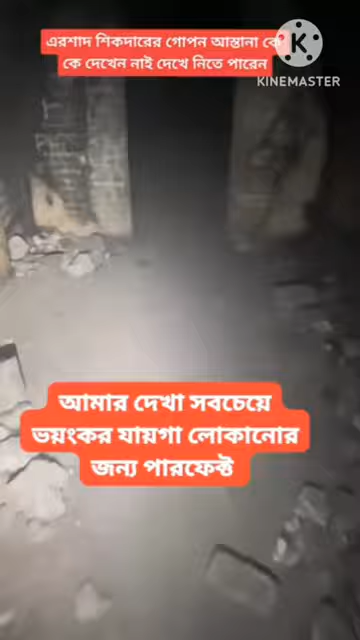 এরশাদ শিকদারের গোপন আস্তানা কে
কে দেখেন নাই দেখে নিতে পারেন
KINEMASTER
আমার দেখা সবচেয়ে
ভয়ংকর যায়গা লোকানোর
জন্য পারফেক্ট